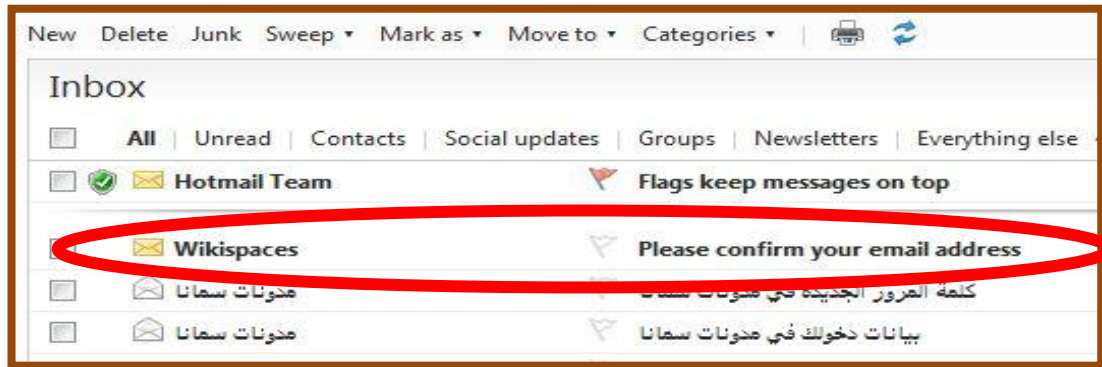 New Delete Junk Sweep Mark as Move to Categories
Inbox
All | Unread | Contacts | Social updates | Groups | Newsletters | Everything else
Hotmail Team Flags keep messages on top
Wikispaces Please confirm your email address
مدونات سمانا كلمة المرور الجديدة في مدونات سمانا
مدونات سمانا بيانات دخولك في مدونات سمانا